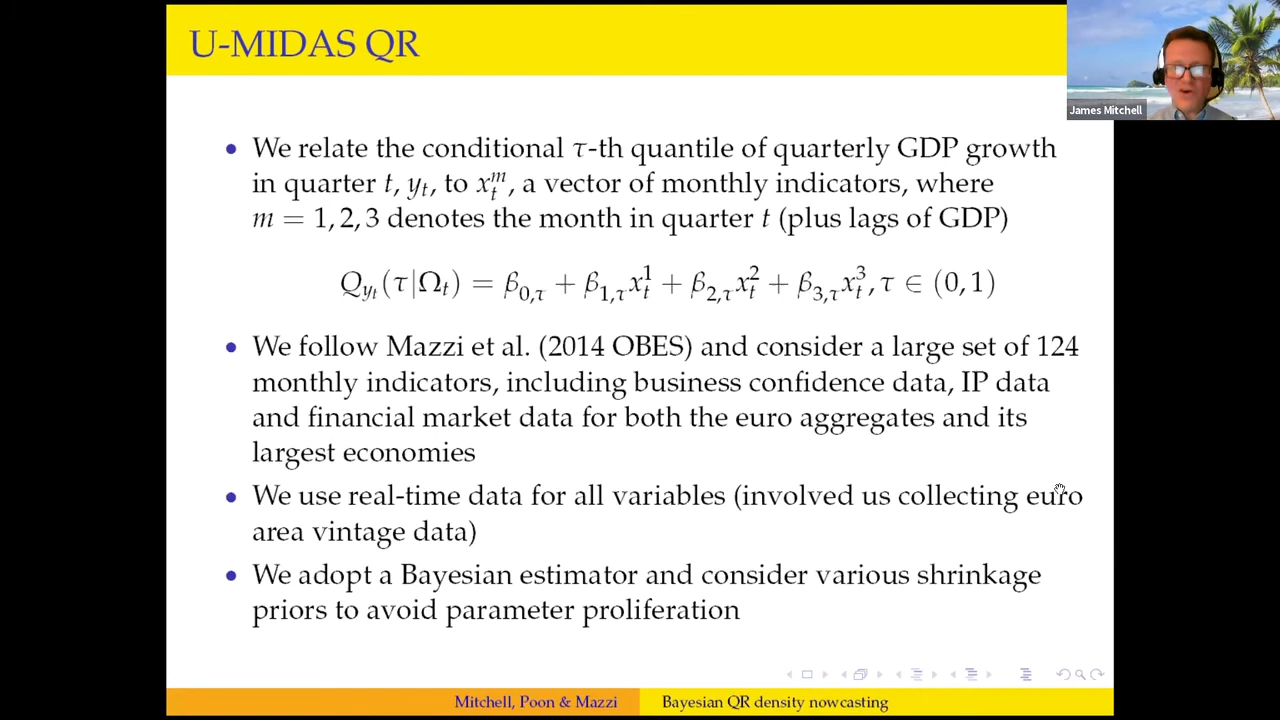 U-MIDAS QR
James Mitchell
• We relate the conditional τ-th quantile of quarterly GDP growth
in quarter t, y_t, to x_t^m, a vector of monthly indicators, where
m = 1, 2, 3 denotes the month in quarter t (plus lags of GDP)
Q_{y_t}(τ|Ω_t) = β_{0,τ} + β_{1,τ}x_t^1 + β_{2,τ}x_t^2 + β_{3,τ}x_t^3, τ ∈ (0, 1)
• We follow Mazzi et al. (2014 OBES) and consider a large set of 124
monthly indicators, including business confidence data, IP data
and financial market data for both the euro aggregates and its
largest economies
• We use real-time data for all variables (involved us collecting euro
area vintage data)
• We adopt a Bayesian estimator and consider various shrinkage
priors to avoid parameter proliferation
Mitchell, Poon & Mazzi Bayesian QR density nowcasting